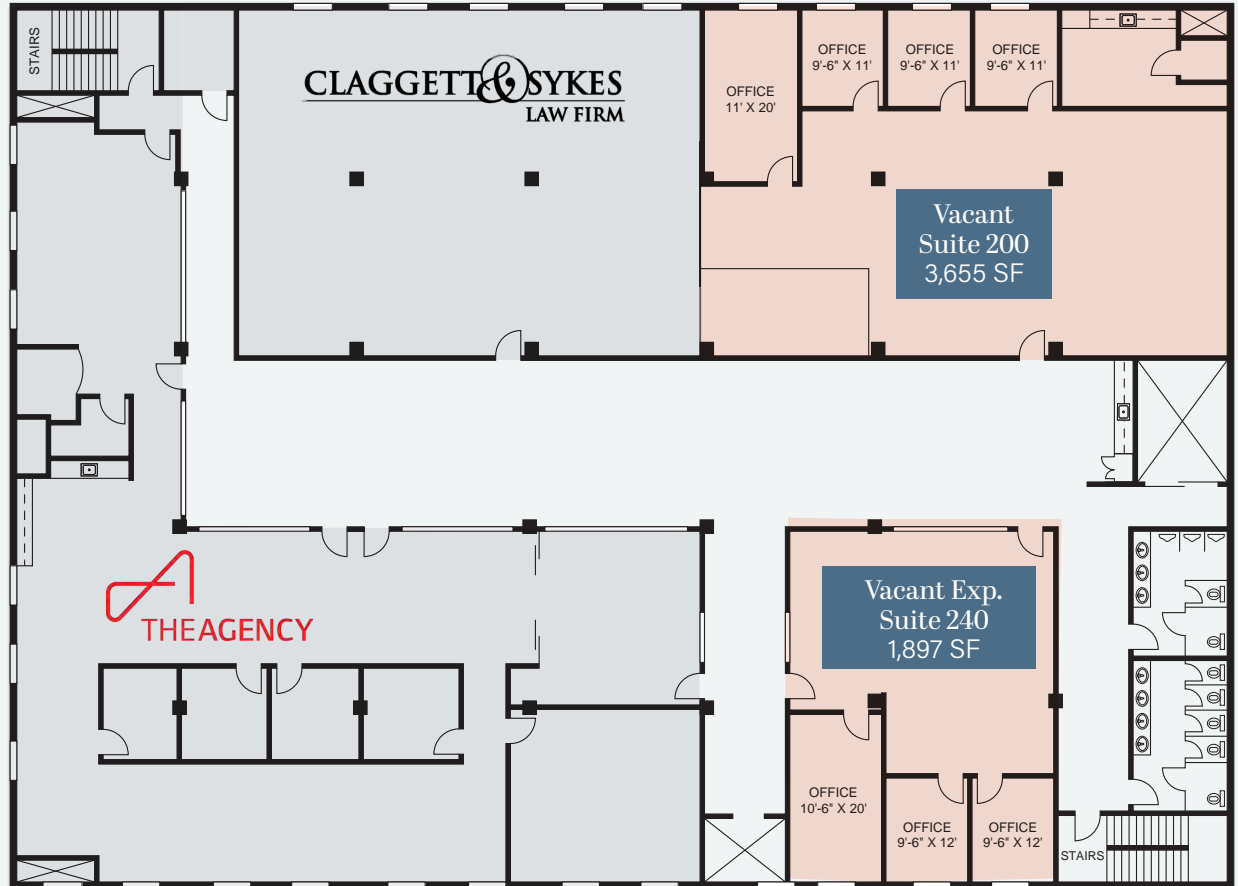 STAIRS
CLAGGETT & SYKES
LAW FIRM
OFFICE
11' X 20'
OFFICE
9'-6" X 11'
OFFICE
9'-6" X 11'
OFFICE
9'-6" X 11'
Vacant
Suite 200
3,655 SF
THEAGENCY
Vacant Exp.
Suite 240
1,897 SF
OFFICE
10'-6" X 20'
OFFICE
9'-6" X 12'
OFFICE
9'-6" X 12'
STAIRS